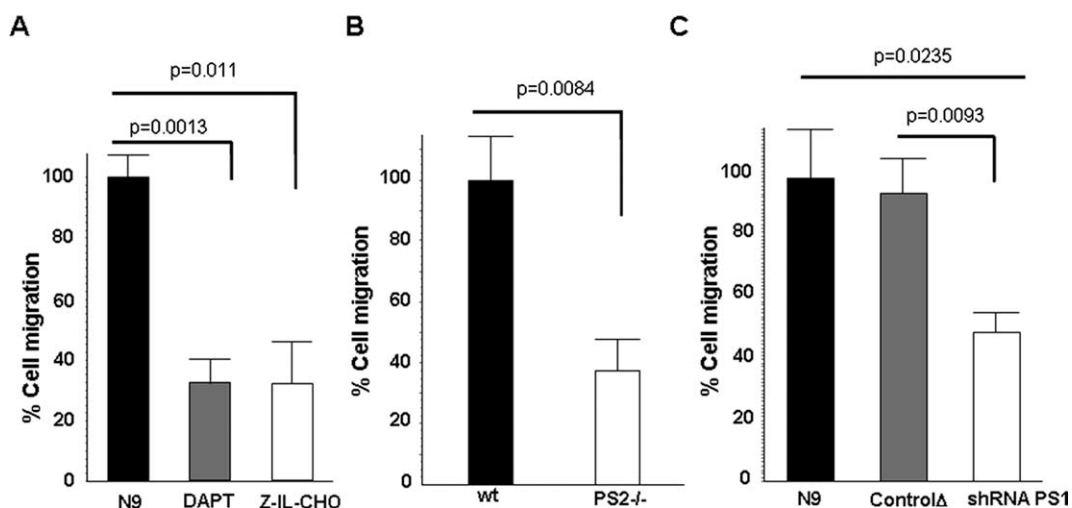 A
p=0.011
p=0.0013
% Cell migration
100
80
60
40
20
0
N9 DAPT Z-IL-CHO
B
p=0.0084
% Cell migration
100
80
60
40
20
0
wt PS2-/-
C
p=0.0235
p=0.0093
% Cell migration
100
80
60
40
20
0
N9 ControlΔ shRNA PS1